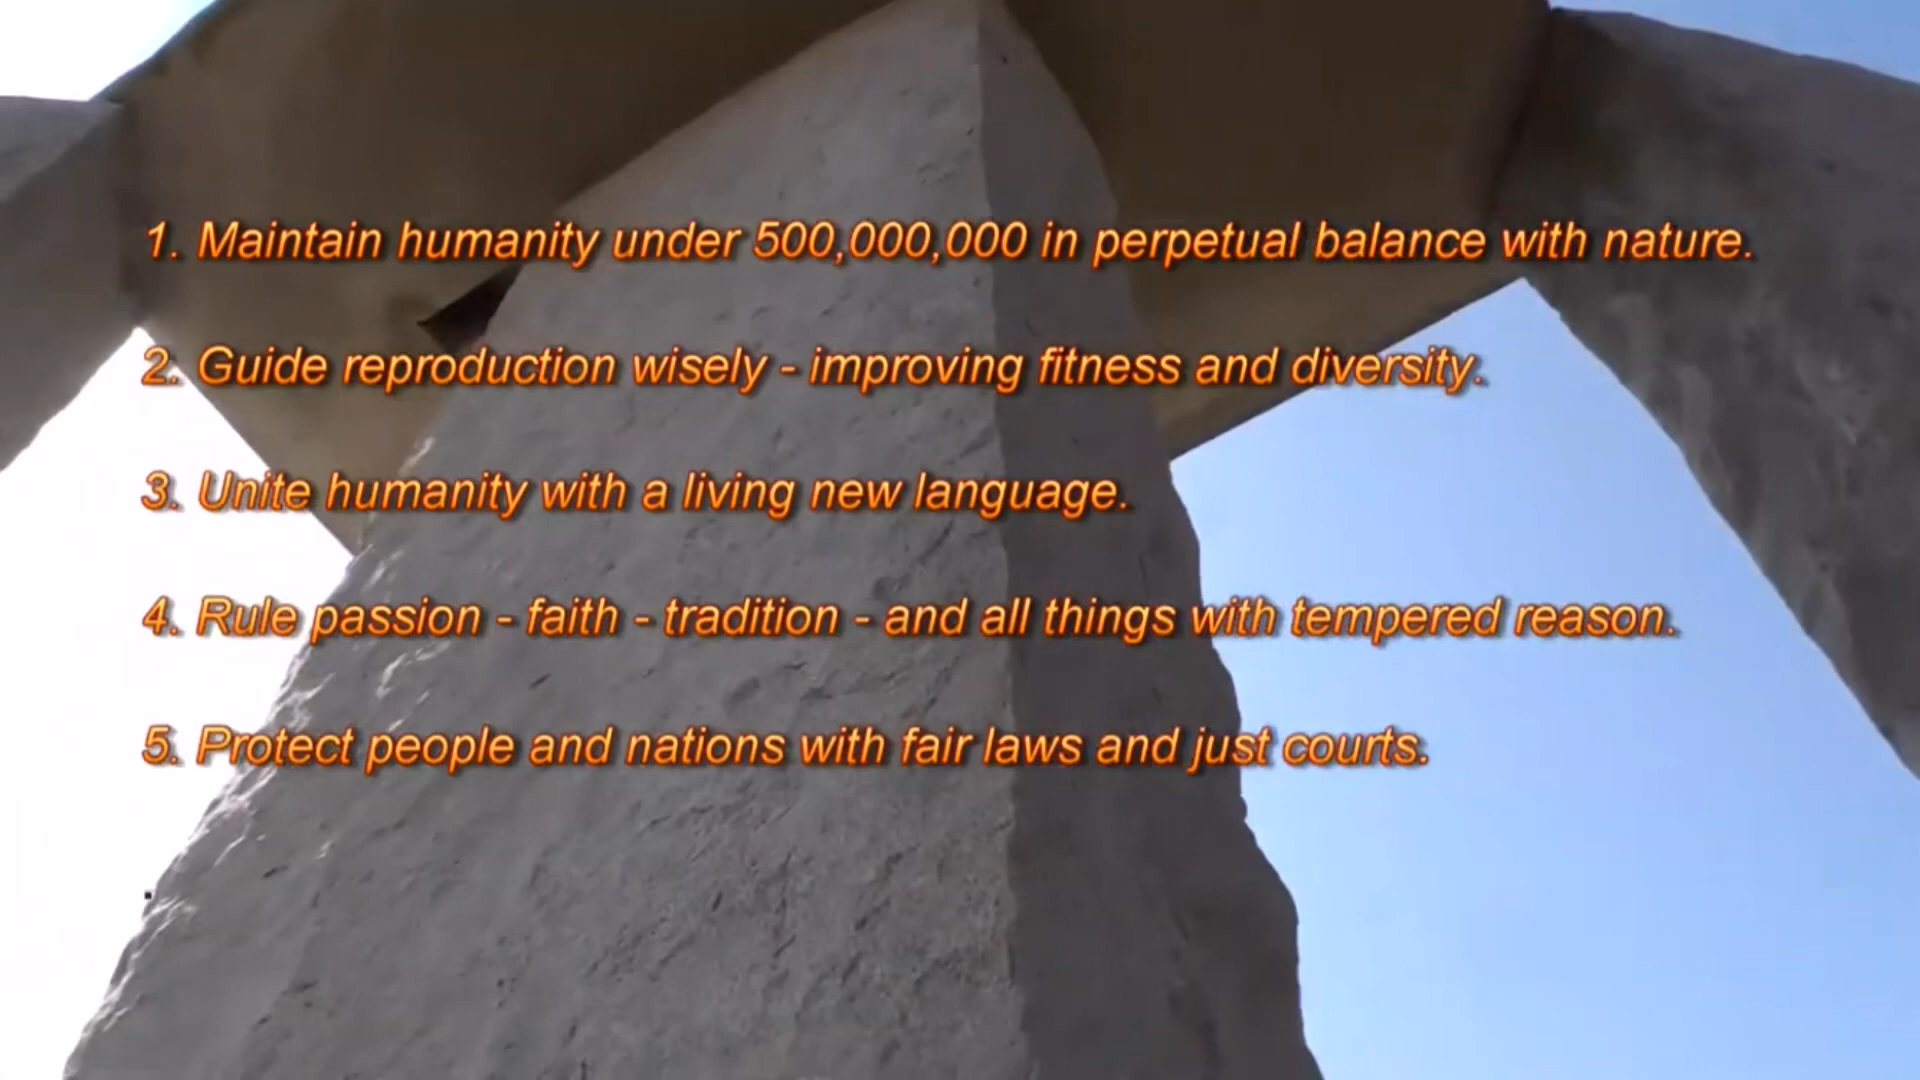 1. Maintain humanity under 500,000,000 in perpetual balance with nature.
2. Guide reproduction wisely - improving fitness and diversity.
3. Unite humanity with a living new language.
4. Rule passion - faith - tradition - and all things with tempered reason.
5. Protect people and nations with fair laws and just courts.